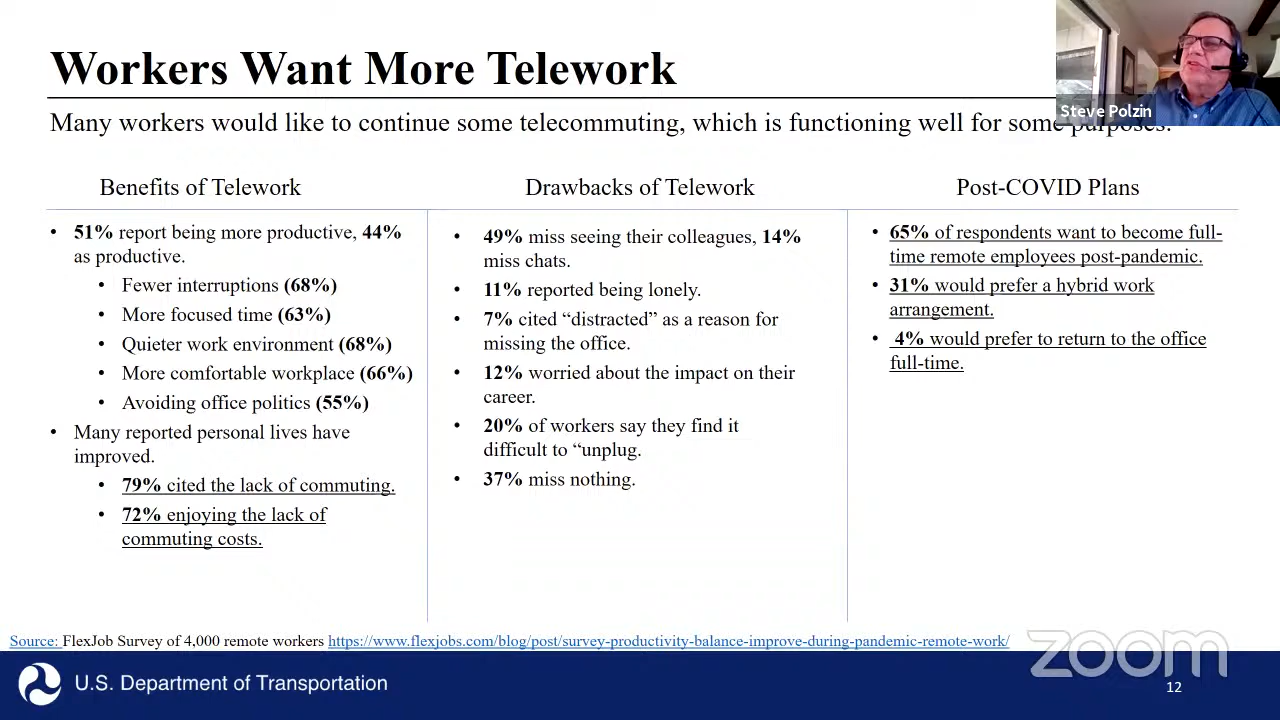 Workers Want More Telework
Steve Polzin
Many workers would like to continue some telecommuting, which is functioning well for some purposes.
Benefits of Telework
• 51% report being more productive, 44%
as productive.
• Fewer interruptions (68%)
• More focused time (63%)
• Quieter work environment (68%)
• More comfortable workplace (66%)
• Avoiding office politics (55%)
• Many reported personal lives have
improved.
• 79% cited the lack of commuting.
• 72% enjoying the lack of
commuting costs.
Drawbacks of Telework
• 49% miss seeing their colleagues, 14%
miss chats.
• 11% reported being lonely.
• 7% cited “distracted” as a reason for
missing the office.
• 12% worried about the impact on their
career.
• 20% of workers say they find it
difficult to “unplug.
• 37% miss nothing.
Post-COVID Plans
• 65% of respondents want to become full-
time remote employees post-pandemic.
• 31% would prefer a hybrid work
arrangement.
• 4% would prefer to return to the office
full-time.
Source: FlexJob Survey of 4,000 remote workers https://www.flexjobs.com/blog/post/survey-productivity-balance-improve-during-pandemic-remote-work/
zoom
U.S. Department of Transportation
12